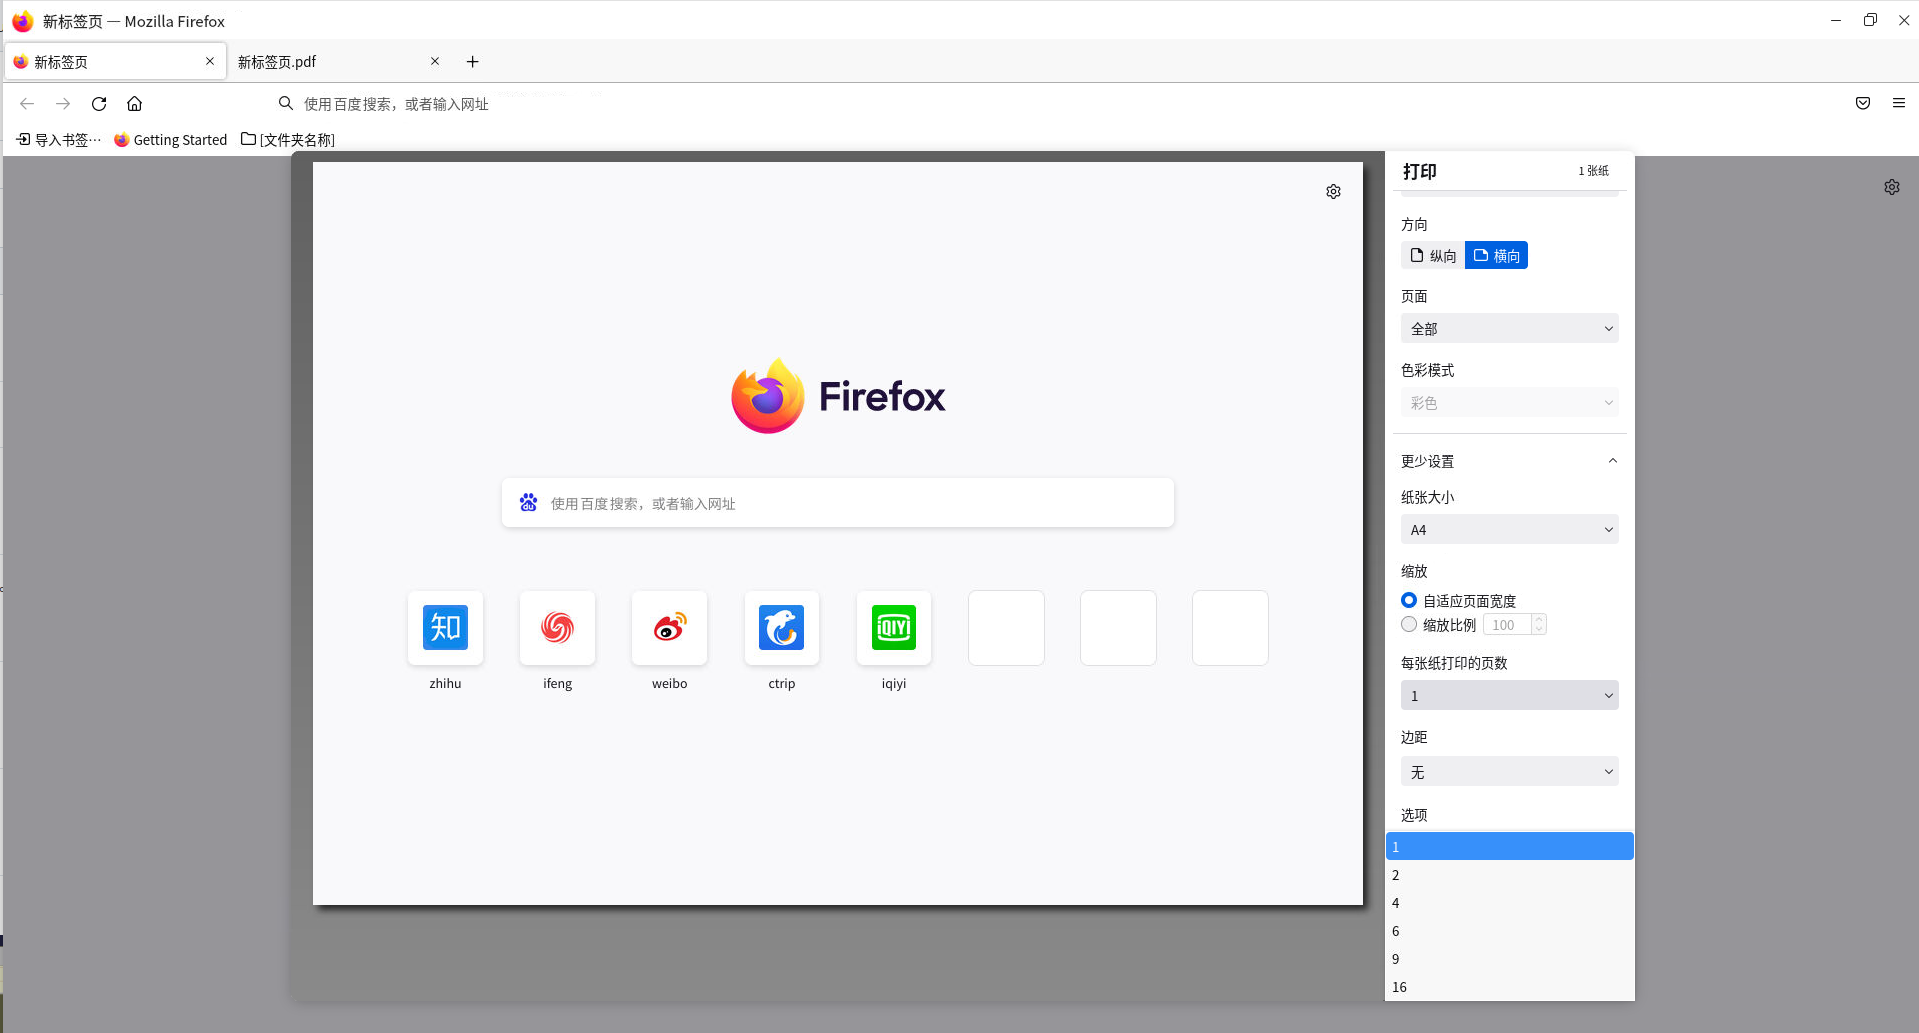 新标签页 — Mozilla Firefox
新标签页
新标签页.pdf
使用百度搜索，或者输入网址
导入书签…
Getting Started
[文件夹名称]
Firefox
du
使用百度搜索，或者输入网址
知
iQIYI
zhihu
ifeng
weibo
ctrip
iqiyi
打印
1 张纸
方向
纵向
横向
页面
全部
色彩模式
彩色
更少设置
纸张大小
A4
缩放
自适应页面宽度
缩放比例
100
每张纸打印的页数
1
边距
无
选项
1
2
4
6
9
16